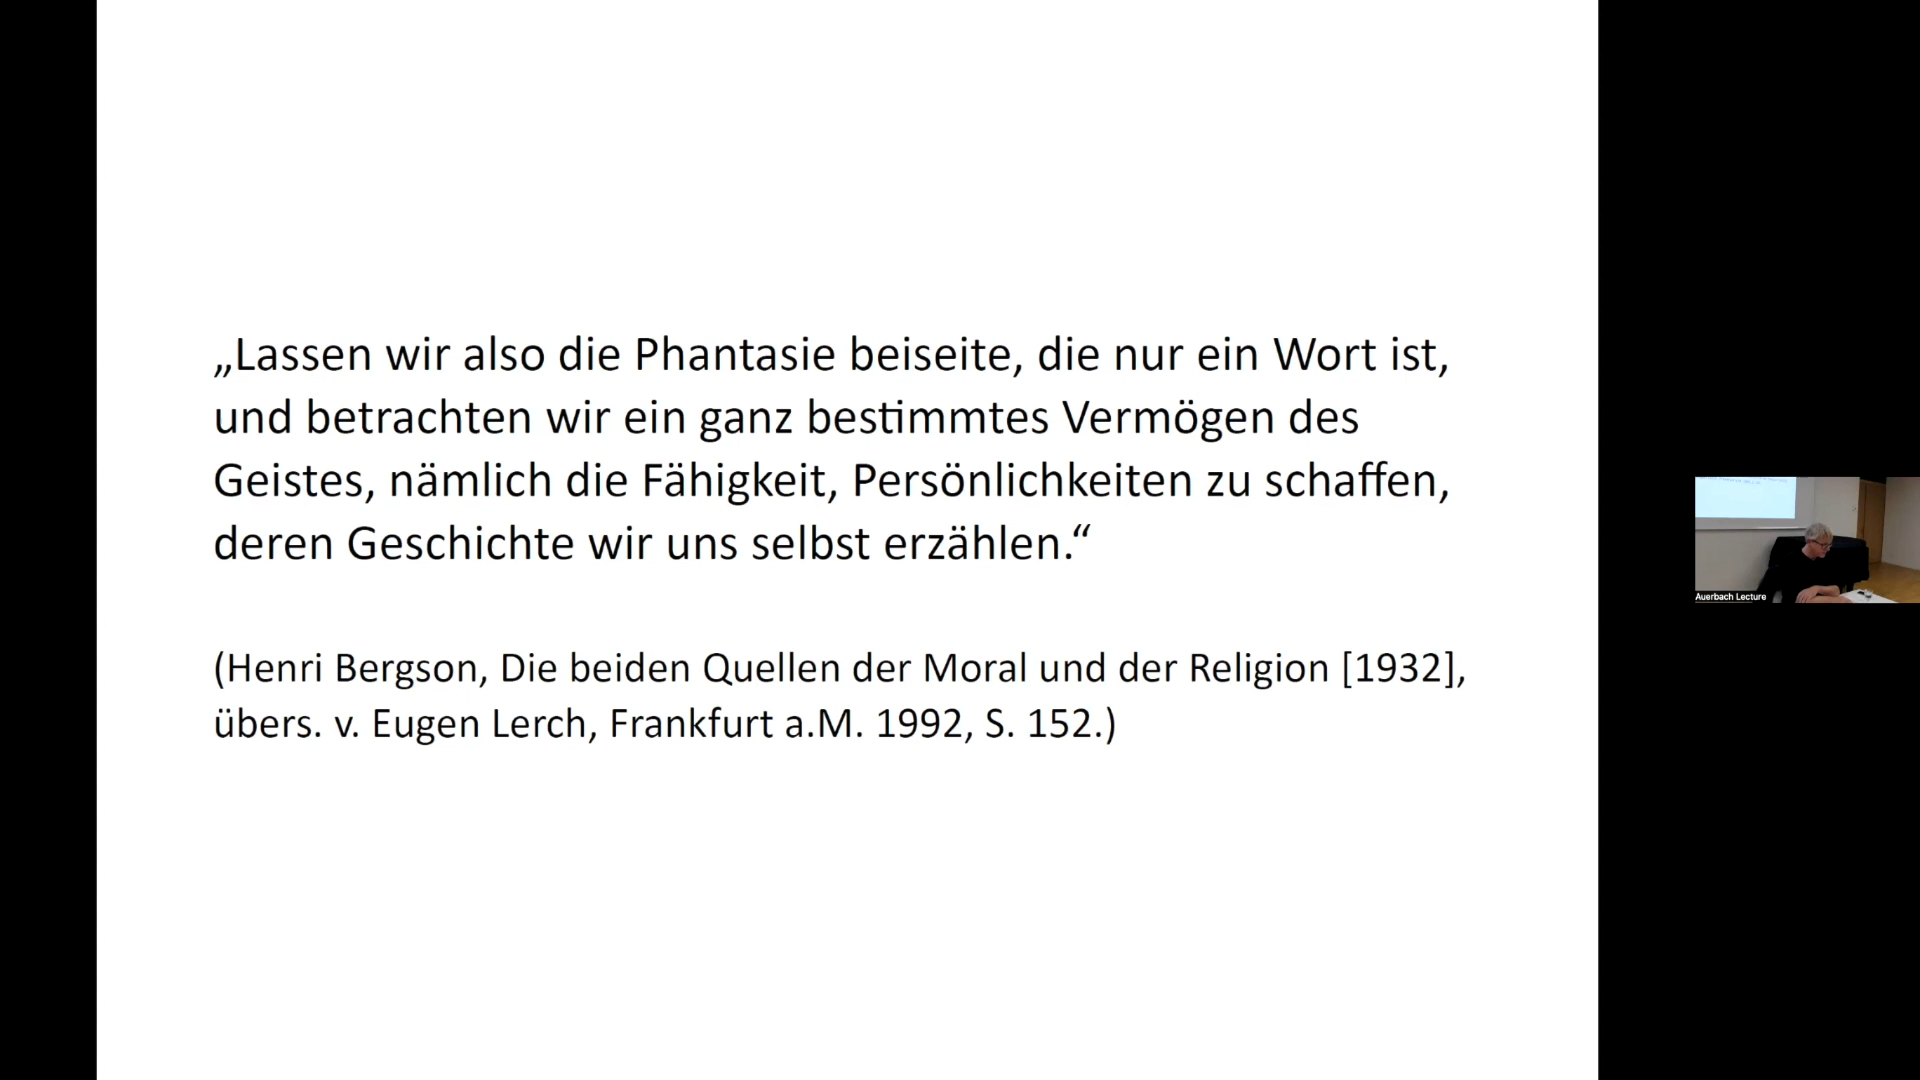 „Lassen wir also die Phantasie beiseite, die nur ein Wort ist,
und betrachten wir ein ganz bestimmtes Vermögen des
Geistes, nämlich die Fähigkeit, Persönlichkeiten zu schaffen,
deren Geschichte wir uns selbst erzählen.“
(Henri Bergson, Die beiden Quellen der Moral und der Religion [1932],
übers. v. Eugen Lerch, Frankfurt a.M. 1992, S. 152.)
Auerbach Lecture